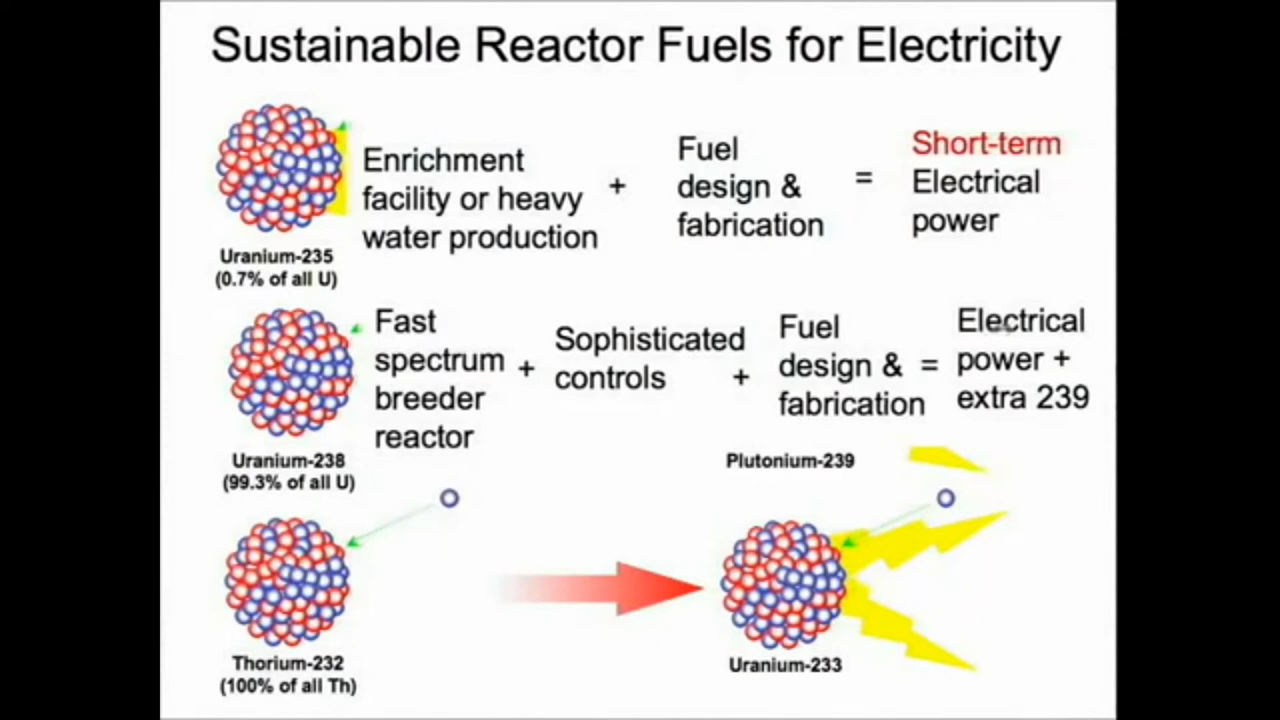 Sustainable Reactor Fuels for Electricity
Enrichment
facility or heavy
water production
+
Fuel
design &
fabrication
=
Short-term
Electrical
power
Uranium-235
(0.7% of all U)
Fast
spectrum
breeder
reactor
+
Sophisticated
controls
+
Fuel
design &
fabrication
=
Electrical
power +
extra 239
Uranium-238
(99.3% of all U)
Plutonium-239
Thorium-232
(100% of all Th)
Uranium-233